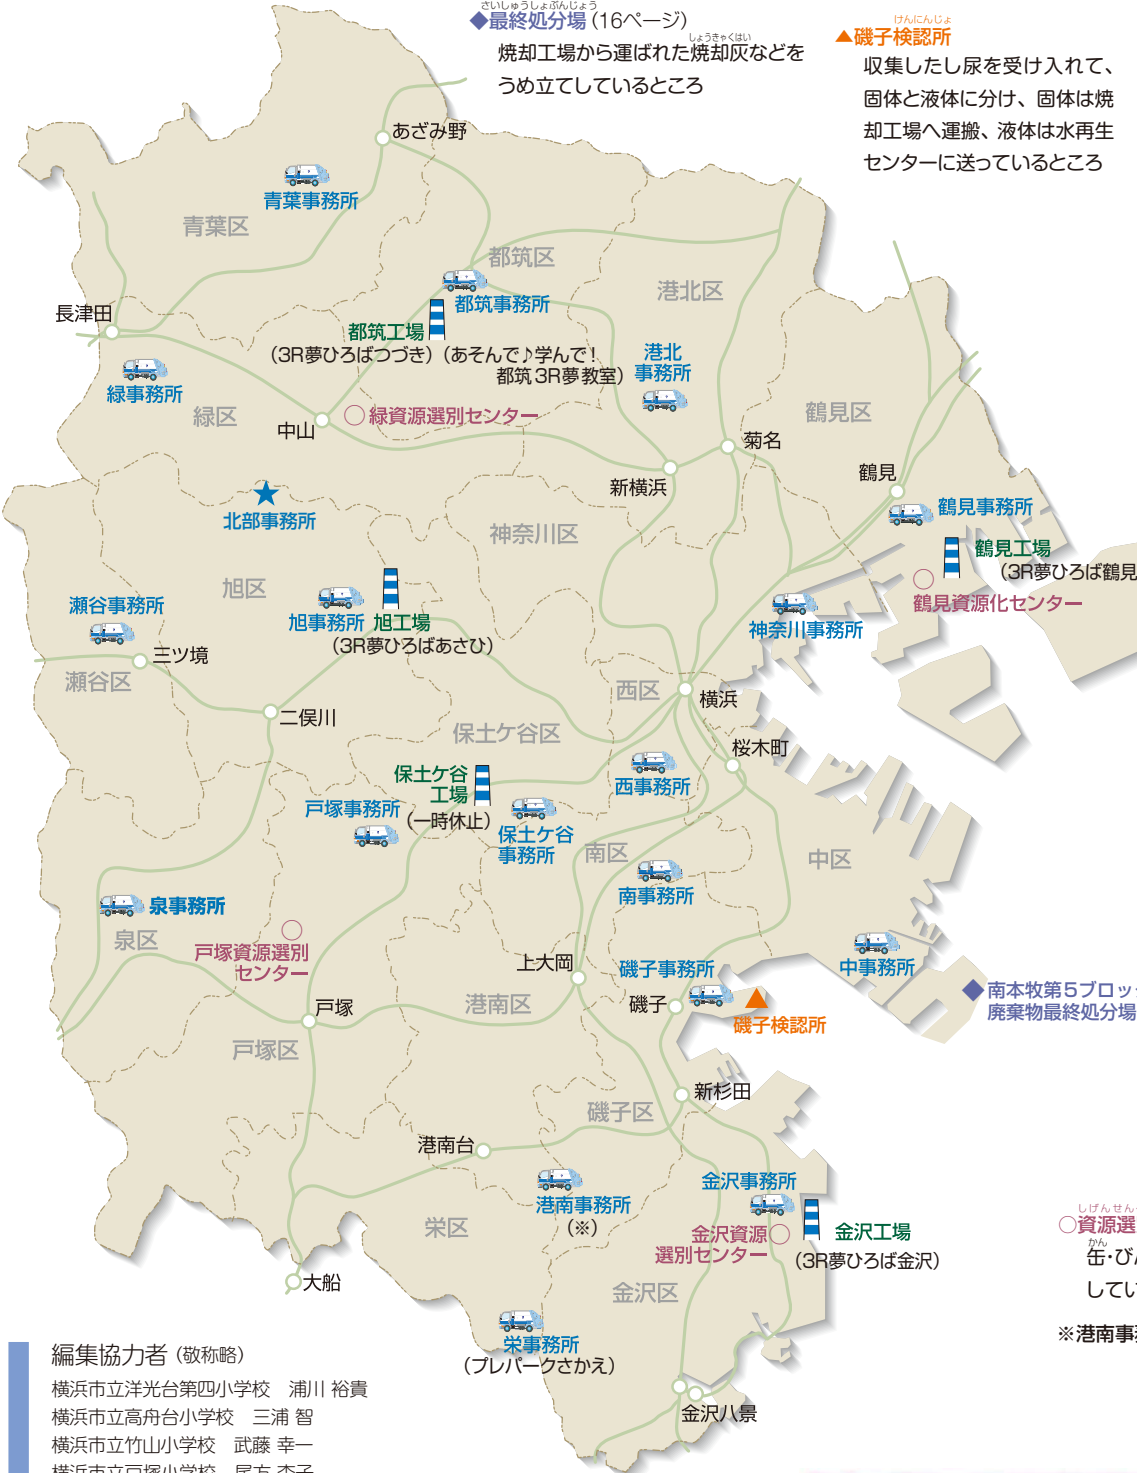 さいしゅうしょぶんじょう
◆最終処分場（16ページ）
焼却工場から運ばれた焼却灰などを
しょうきゃくはい
うめ立てしているところ
けんにんじょ
▲磯子検認所
収集したし尿を受け入れて、
固体と液体に分け、固体は焼
却工場へ運搬、液体は水再生
センターに送っているところ
あざみ野
青葉事務所
青葉区
都筑区
都筑事務所
港北区
長津田
都筑工場
（3R夢ひろばつづき）（あそんで♪学んで！
都筑3R夢教室）
港北
事務所
緑事務所
緑区
中山
○緑資源選別センター
鶴見区
菊名
新横浜
鶴見
鶴見事務所
★
北部事務所
神奈川区
鶴見工場
（3R夢ひろば鶴見
鶴見資源化センター
旭区
瀬谷事務所
旭事務所
旭工場
（3R夢ひろばあさひ）
神奈川事務所
三ツ境
瀬谷区
西区
横浜
二俣川
保土ケ谷区
桜木町
保土ケ谷
工場
（一時休止）
西事務所
戸塚事務所
保土ケ谷
事務所
南区
中区
南事務所
泉事務所
泉区
戸塚資源選別
センター
上大岡
磯子事務所
中事務所
港南区
磯子
磯子検認所
◆南本牧第5ブロック
廃棄物最終処分場
戸塚
戸塚区
新杉田
磯子区
港南台
港南事務所
（※）
金沢事務所
栄区
金沢資源
選別センター
金沢工場
（3R夢ひろば金沢）
しげんせん
○資源選
かん
缶・び
してい
※港南事
大船
金沢区
栄事務所
（プレパークさかえ）
金沢八景
編集協力者（敬称略）
横浜市立洋光台第四小学校　浦川 裕貴
横浜市立高舟台小学校　三浦 智
横浜市立竹山小学校　武藤 幸一
横浜市立戸塚小学校　尾方 杏子